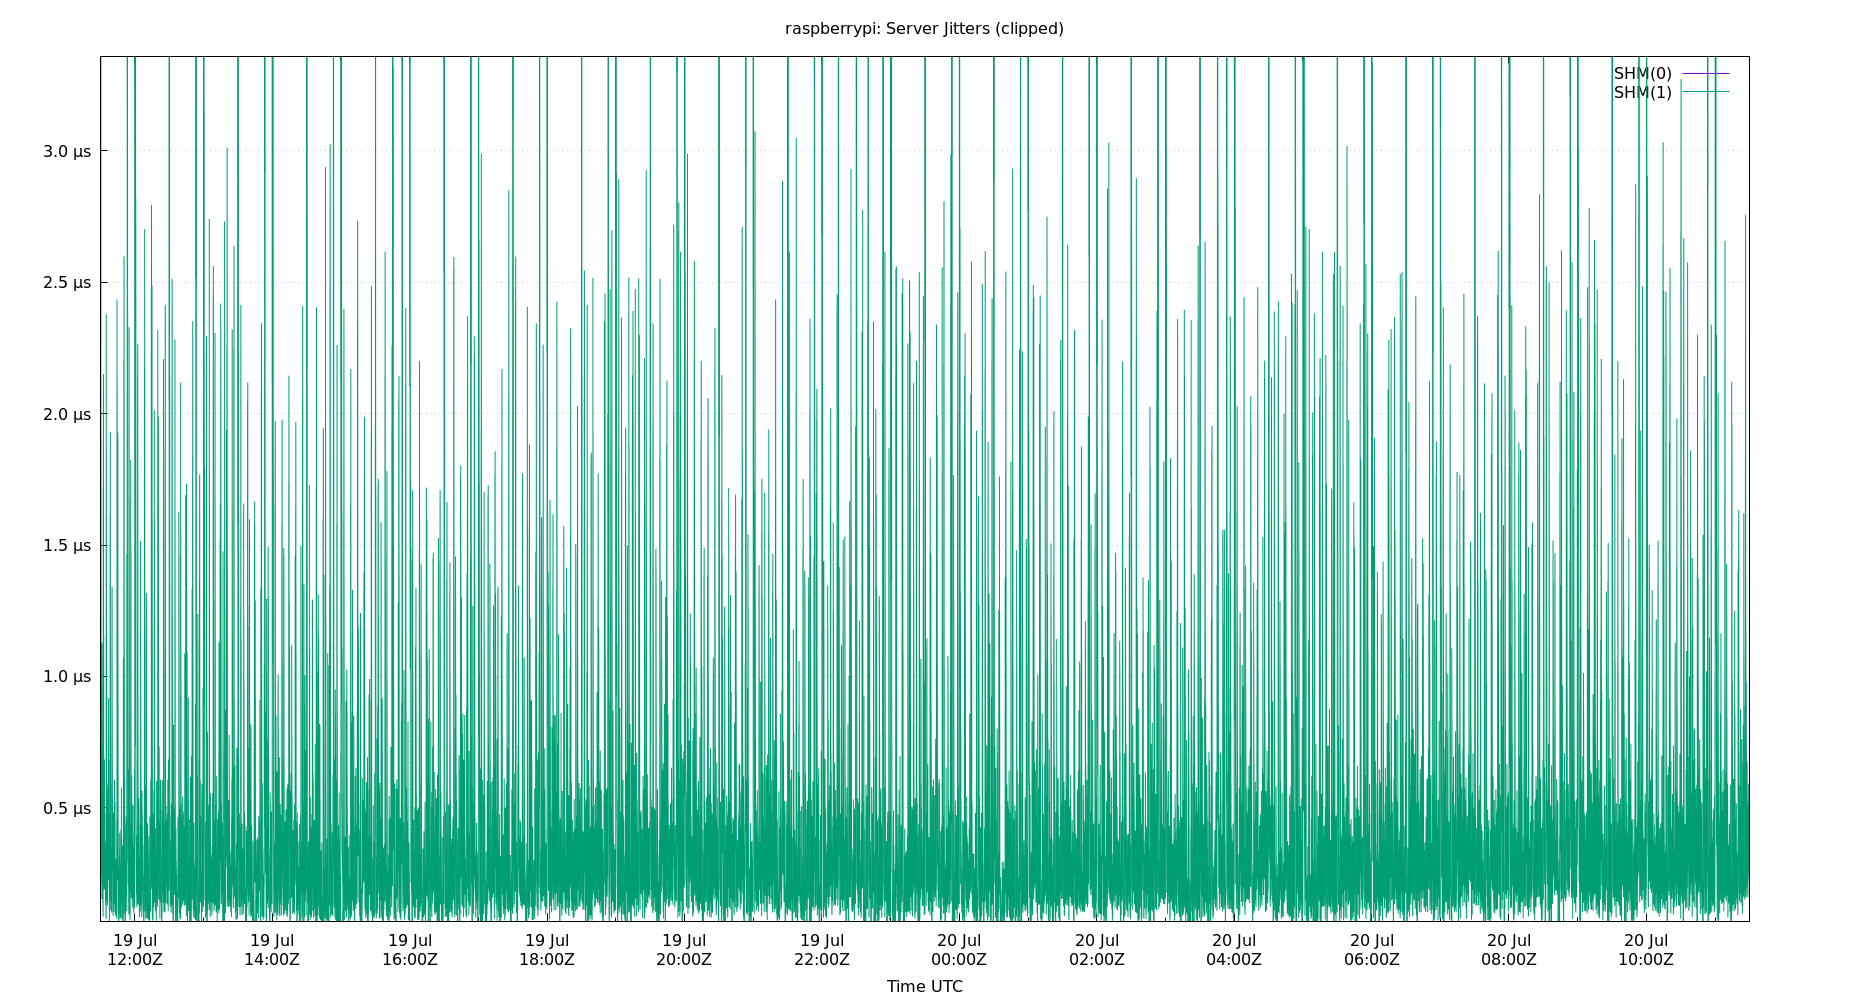 raspberrypi: Server Jitters (clipped)
SHM(0)
SHM(1)
3.0 μs
2.5 μs
2.0 μs
1.5 μs
1.0 μs
0.5 μs
19 Jul 19 Jul 19 Jul 19 Jul 19 Jul 19 Jul 20 Jul 20 Jul 20 Jul 20 Jul 20 Jul 20 Jul
12:00Z 14:00Z 16:00Z 18:00Z 20:00Z 22:00Z 00:00Z 02:00Z 04:00Z 06:00Z 08:00Z 10:00Z
Time UTC